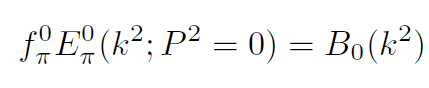 $f_\pi^0 E_\pi^0(k^2; P^2 = 0) = B_0(k^2)$